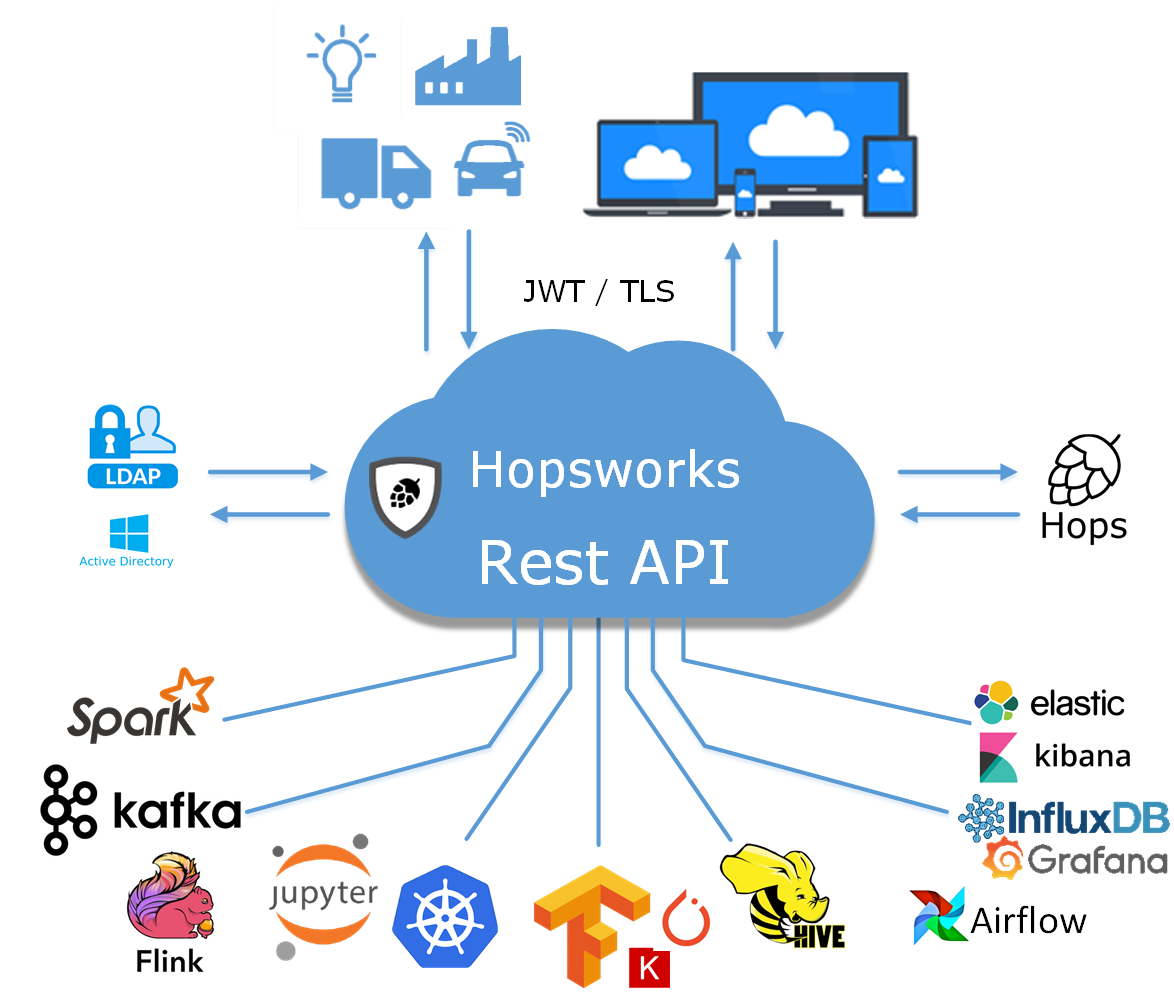 JWT / TLS
LDAP
Active Directory
Hopsworks
Rest API
Hops
Spark
kafka
Flink
jupyter
K
HIVE
elastic
kibana
InfluxDB
Grafana
Airflow